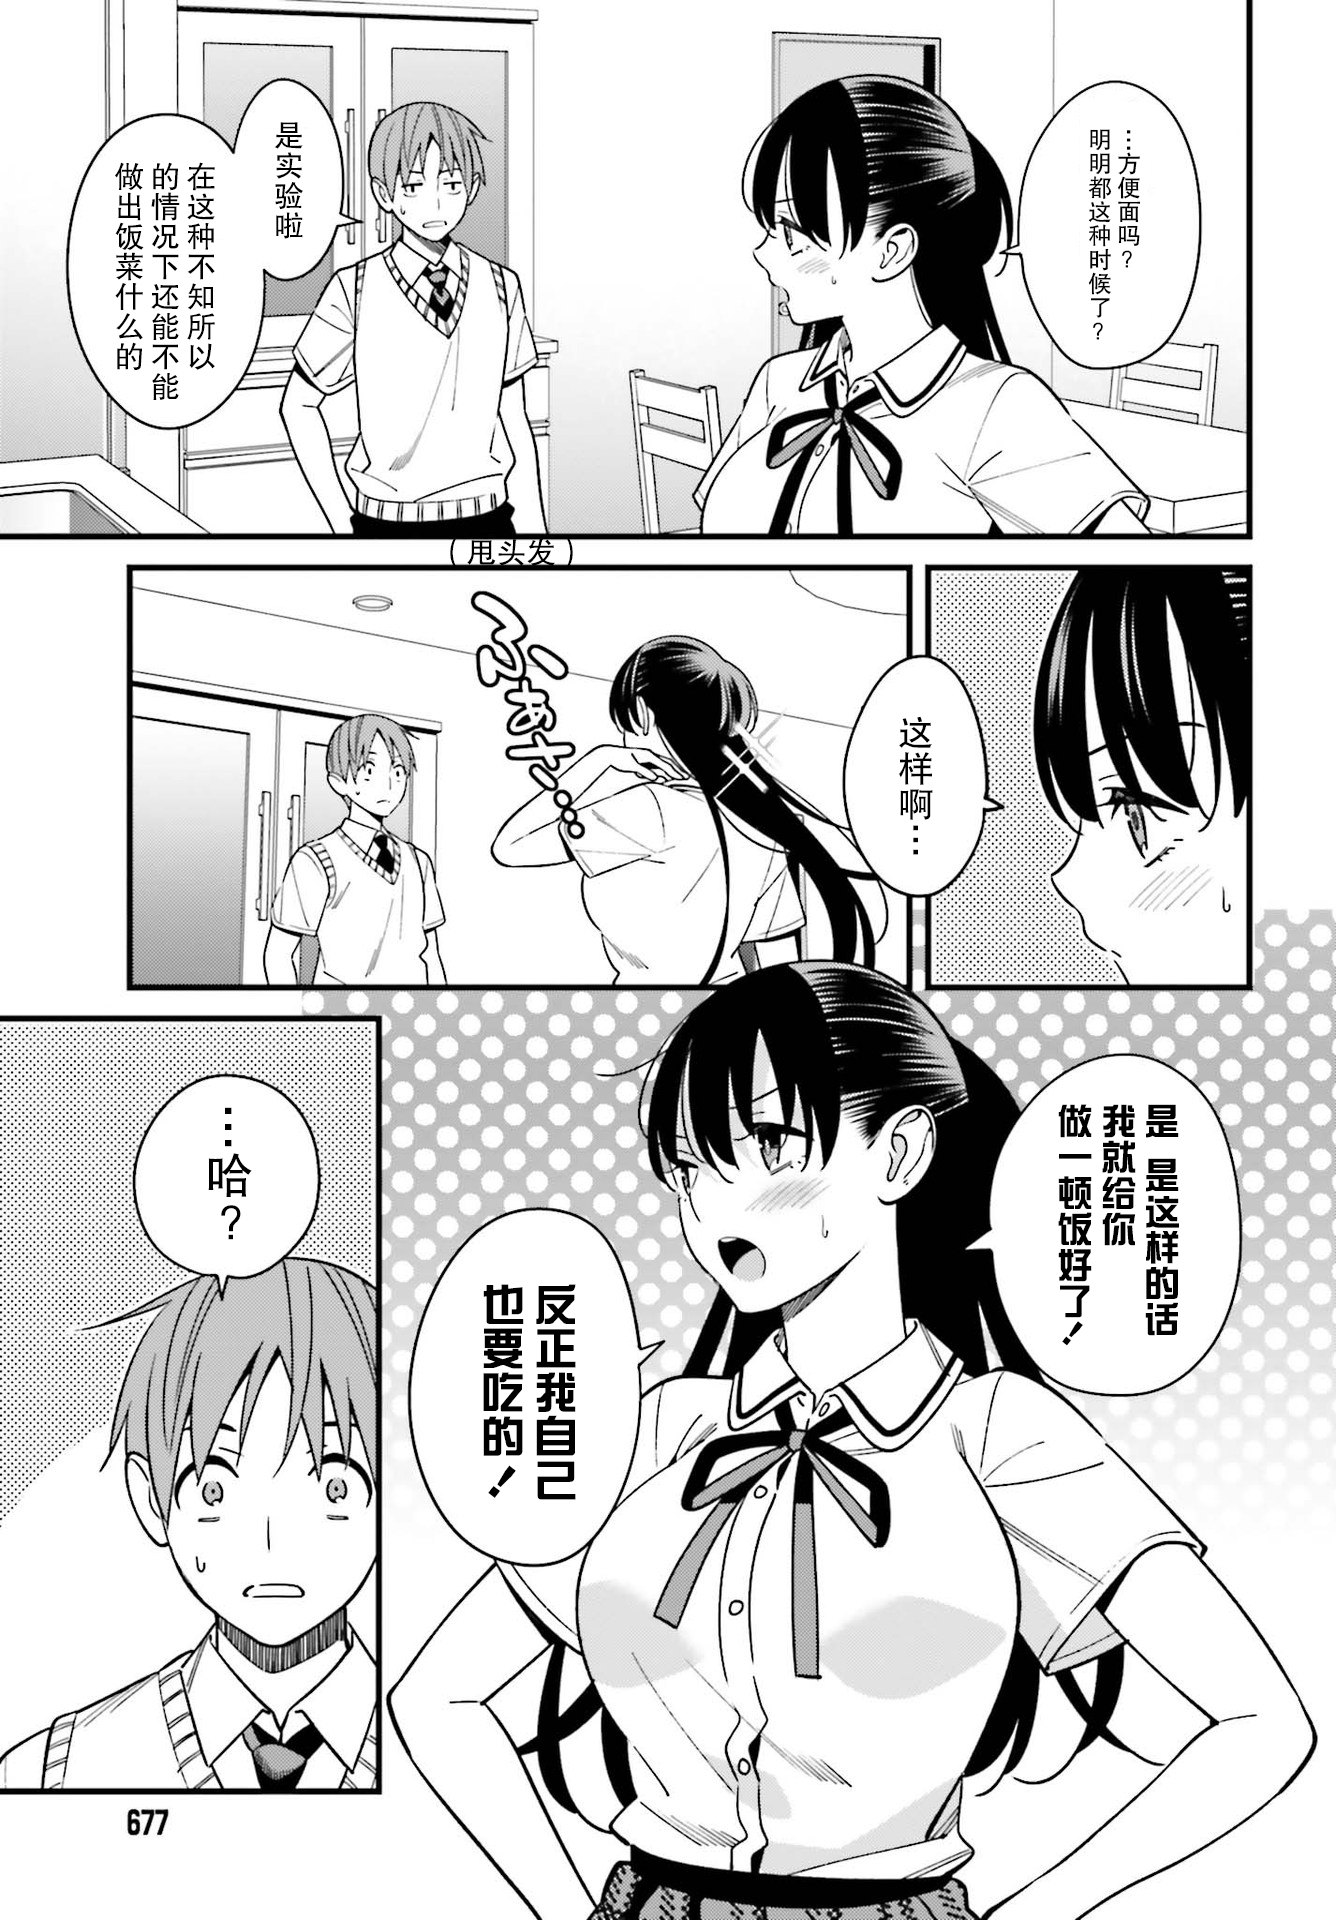 …方便面吗？
明明都这种时候了？
是实验啦
在这种不知所以
的情况下还能不能
做出饭菜什么的
（甩头发）
这样啊…
ふぁさ…
是 是这样的话
我就给你
做一顿饭好了！
反正我自己
也要吃的！
…哈？
677